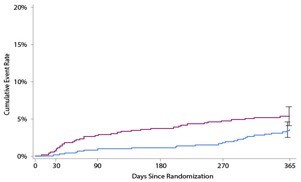 20%
15%
10%
5%
0%
Cumulative Event Rate
0 30 90 180 270 365
Days Since Randomization